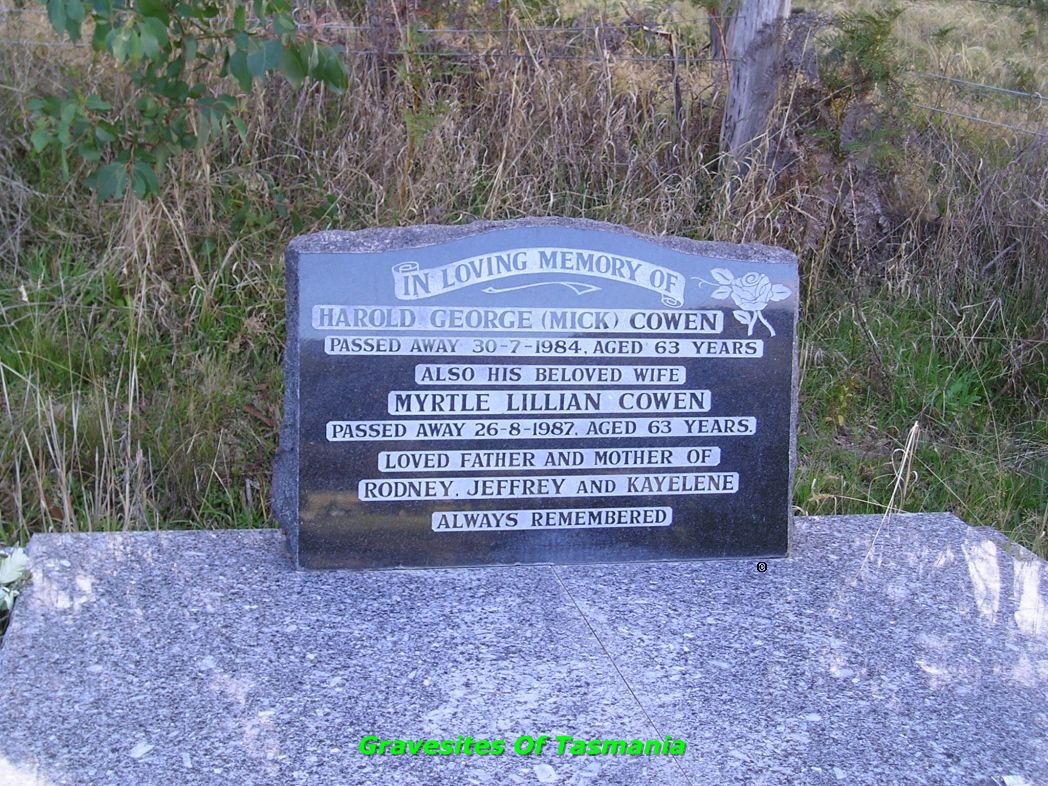 IN LOVING MEMORY OF
HAROLD GEORGE (MICK) COWEN
PASSED AWAY 30-7-1984, AGED 63 YEARS
ALSO HIS BELOVED WIFE
MYRTLE LILLIAN COWEN
PASSED AWAY 26-8-1987, AGED 63 YEARS.
LOVED FATHER AND MOTHER OF
RODNEY, JEFFREY AND KAYELENE
ALWAYS REMEMBERED
Gravesites Of Tasmania